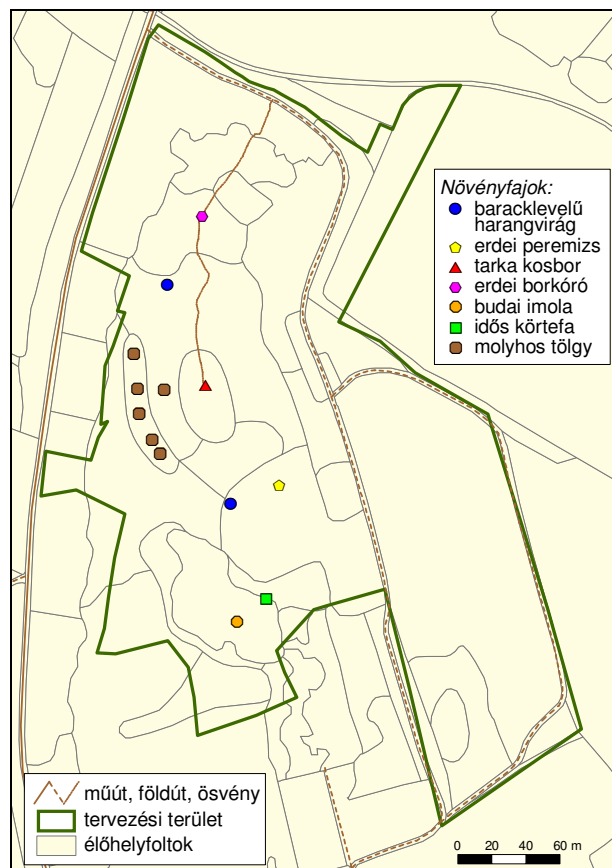 Növényfajok:
baracklevelű
harangvirág
erdei peremizs
tarka kosbor
erdei borkóró
budai imola
idős körtefa
molyhos tölgy
műút, földút, ösvény
tervezési terület
élőhelyfoltok
0 20 40 60 m